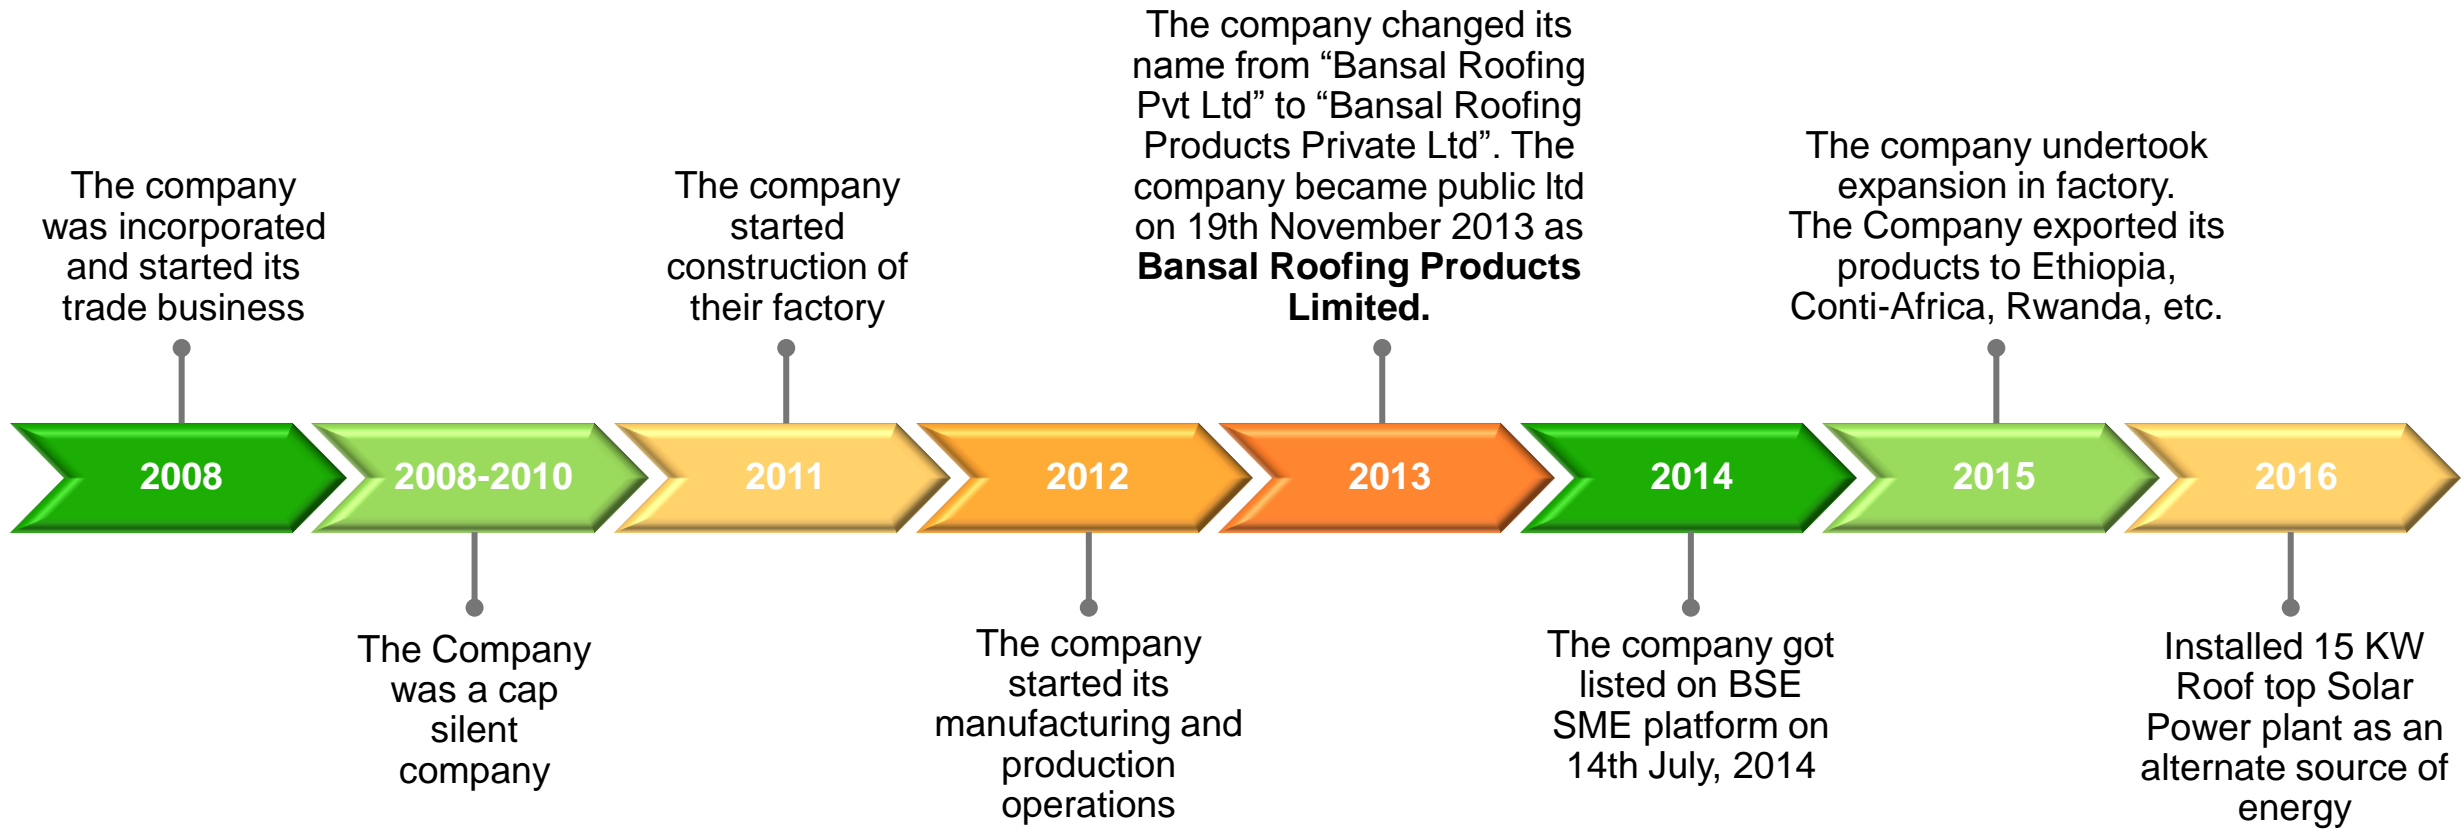 The company
was incorporated
and started its
trade business
The company
started
construction of
their factory
The company changed its
name from “Bansal Roofing
Pvt Ltd” to “Bansal Roofing
Products Private Ltd”. The
company became public ltd
on 19th November 2013 as
Bansal Roofing Products
Limited.
The company undertook
expansion in factory.
The Company exported its
products to Ethiopia,
Conti-Africa, Rwanda, etc.
2008
2008-2010
2011
2012
2013
2014
2015
2016
The Company
was a cap
silent
company
The company
started its
manufacturing and
production
operations
The company got
listed on BSE
SME platform on
14th July, 2014
Installed 15 KW
Roof top Solar
Power plant as an
alternate source of
energy